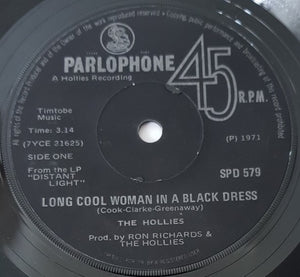 PARLOPHONE
A Hollies Recording
45
R.P.M.
Timtobe
Music
Time: 3.14
(7YCE 21625)
(P) 1971
SIDE ONE
From the LP
"DISTANT
LIGHT"
SPD 579
LONG COOL WOMAN IN A BLACK DRESS
(Cook-Clarke-Greenaway)
THE HOLLIES
Prod. by RON RICHARDS &
THE HOLLIES